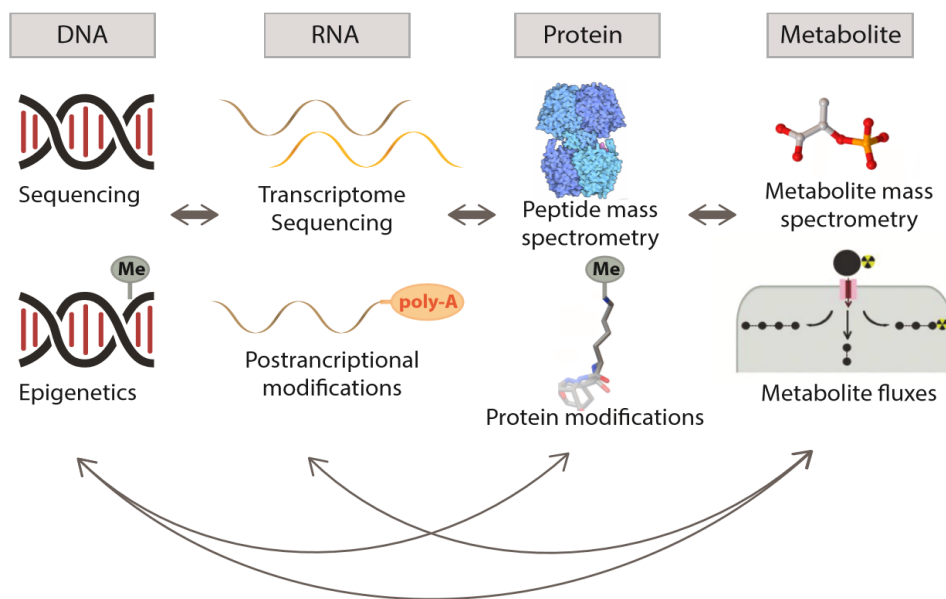 DNA
RNA
Protein
Metabolite
Sequencing
Transcriptome
Sequencing
Peptide mass
spectrometry
Metabolite mass
spectrometry
Me
Epigenetics
poly-A
Postrancriptional
modifications
Me
Protein modifications
Metabolite fluxes